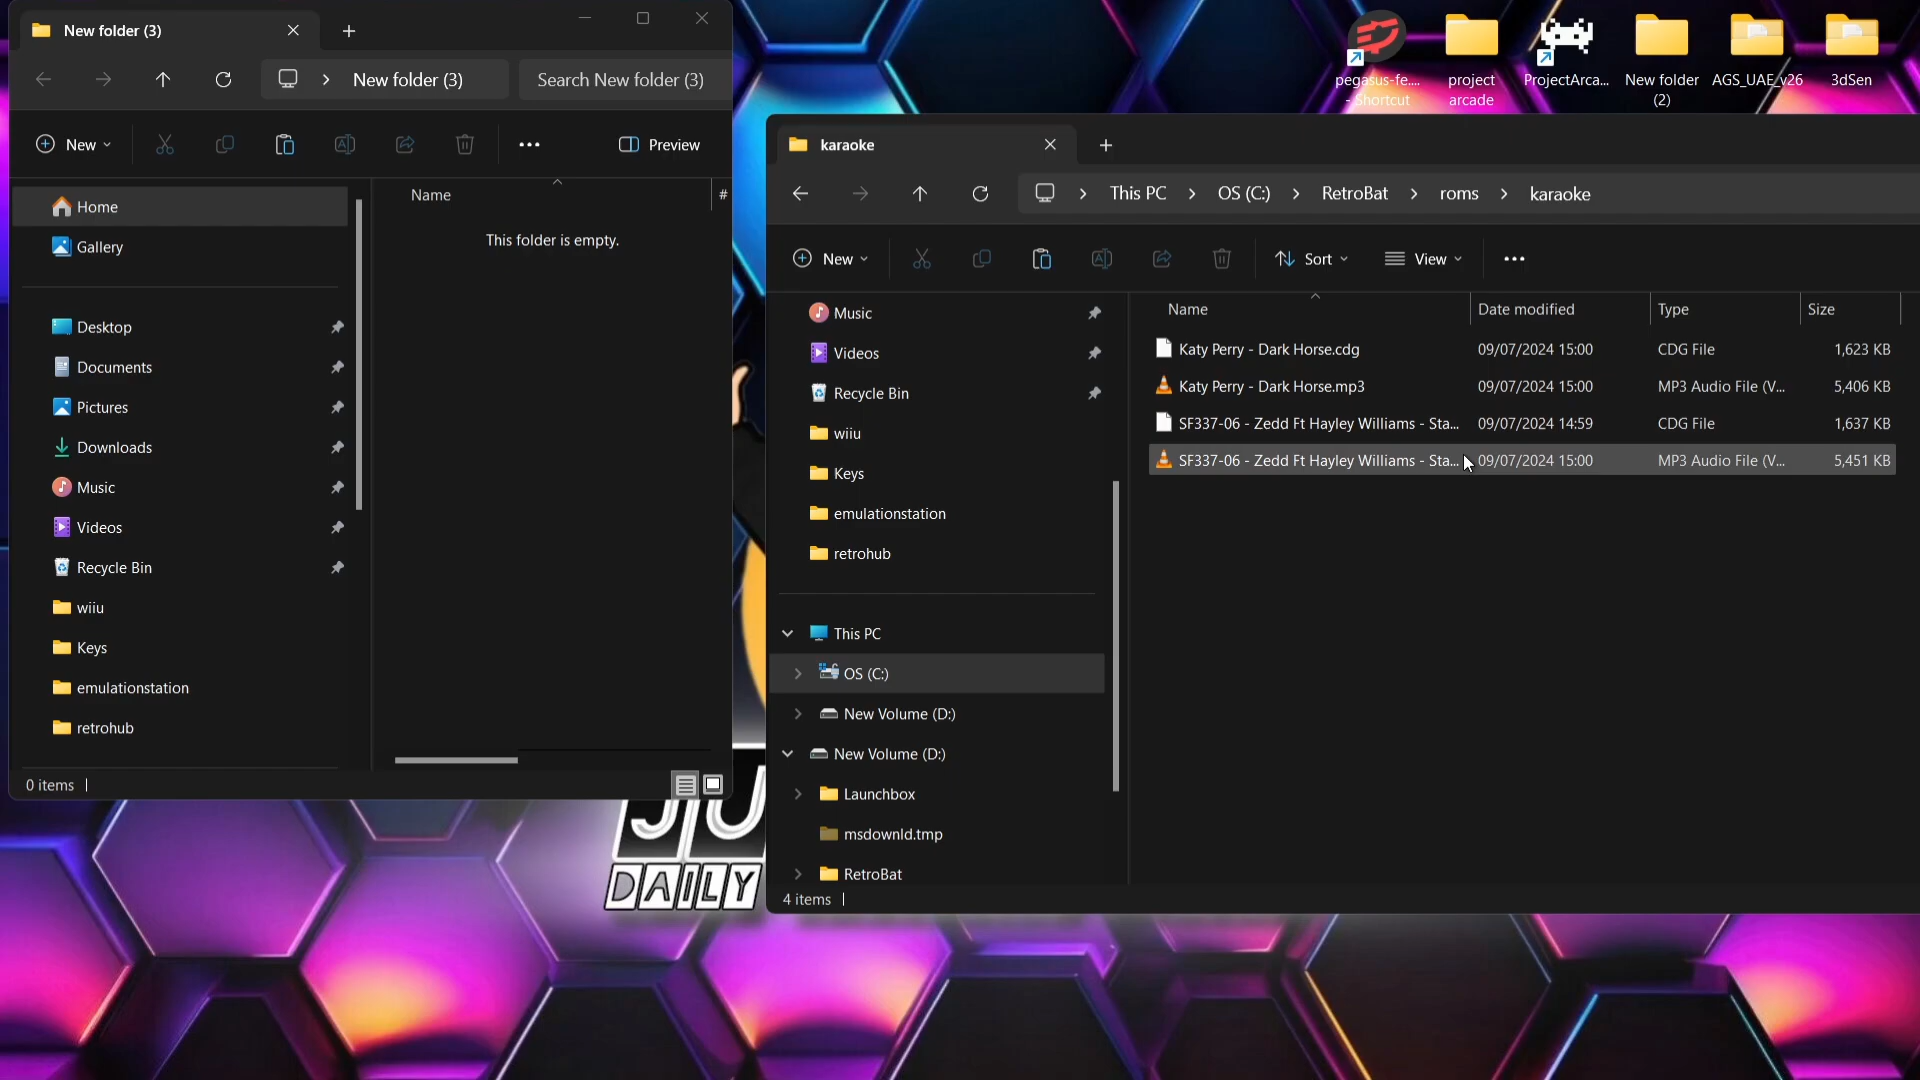 New folder (3)
New folder (3)
Search New folder (3)
New
Preview
Name
#
This folder is empty.
Home
Gallery
Desktop
Documents
Pictures
Downloads
Music
Videos
Recycle Bin
wiiu
Keys
emulationstation
retrohub
0 items
pegasus-fe....
- Shortcut
project
arcade
ProjectArca...
New folder
(2)
AGS_UAE_v26
3dSen
karaoke
This PC
OS (C:)
RetroBat
roms
karaoke
New
Sort
View
Music
Videos
Recycle Bin
wiiu
Keys
emulationstation
retrohub
This PC
OS (C:)
New Volume (D:)
New Volume (D:)
Launchbox
msdownld.tmp
RetroBat
4 items
Name Date modified Type Size
Katy Perry - Dark Horse.cdg 09/07/2024 15:00 CDG File 1,623 KB
Katy Perry - Dark Horse.mp3 09/07/2024 15:00 MP3 Audio File (V... 5,406 KB
SF337-06 - Zedd Ft Hayley Williams - Sta... 09/07/2024 14:59 CDG File 1,637 KB
SF337-06 - Zedd Ft Hayley Williams - Sta... 09/07/2024 15:00 MP3 Audio File (V... 5,451 KB
DAILY